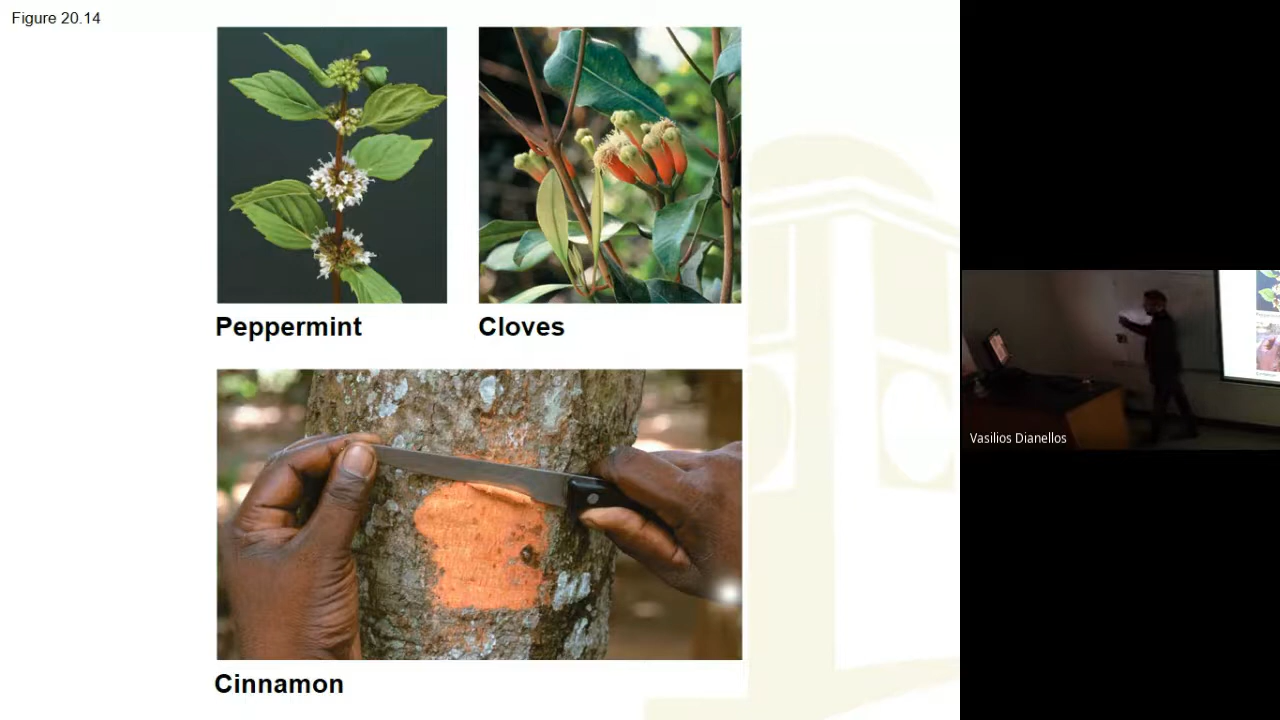 Figure 20.14
Peppermint
Cloves
Cinnamon
Vasilios Dianellos